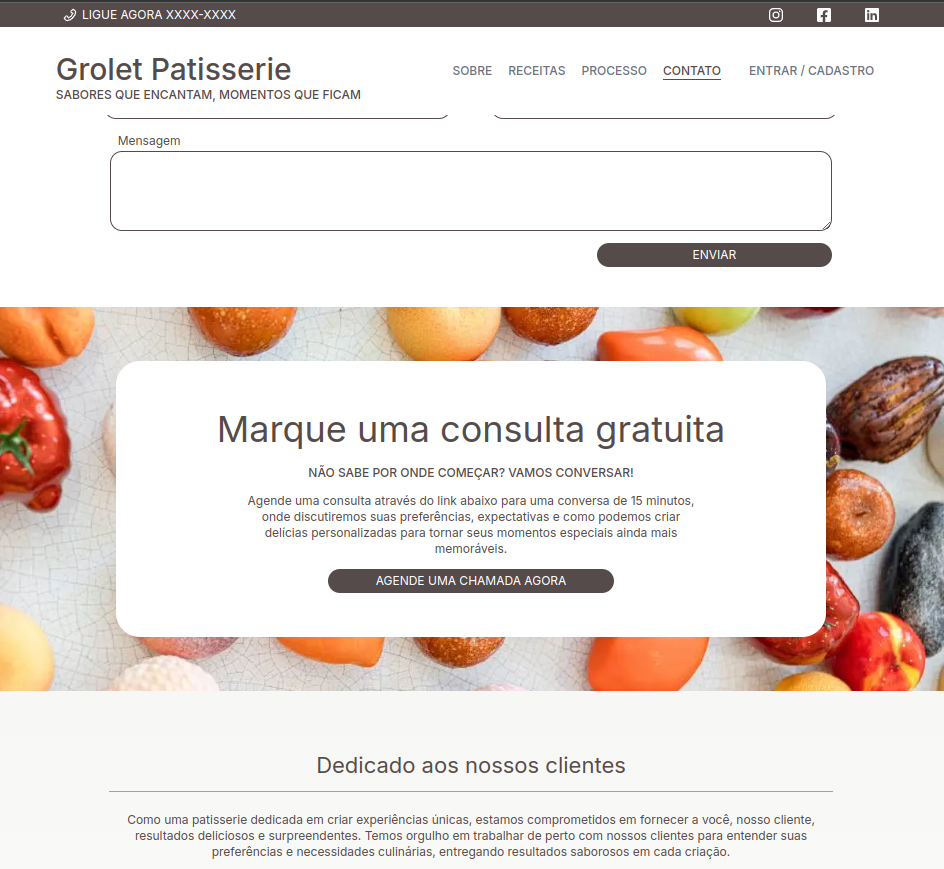 LIGUE AGORA XXXX-XXXX
Grolet Patisserie
SABORES QUE ENCANTAM, MOMENTOS QUE FICAM
SOBRE RECEITAS PROCESSO CONTATO ENTRAR / CADASTRO
Mensagem
ENVIAR
Marque uma consulta gratuita
NÃO SABE POR ONDE COMEÇAR? VAMOS CONVERSAR!
Agende uma consulta através do link abaixo para uma conversa de 15 minutos,
onde discutiremos suas preferências, expectativas e como podemos criar
delícias personalizadas para tornar seus momentos especiais ainda mais
memoráveis.
AGENDE UMA CHAMADA AGORA
Dedicado aos nossos clientes
Como uma patisserie dedicada em criar experiências únicas, estamos comprometidos em fornecer a você, nosso cliente,
resultados deliciosos e surpreendentes. Temos orgulho em trabalhar de perto com nossos clientes para entender suas
preferências e necessidades culinárias, entregando resultados saborosos em cada criação.